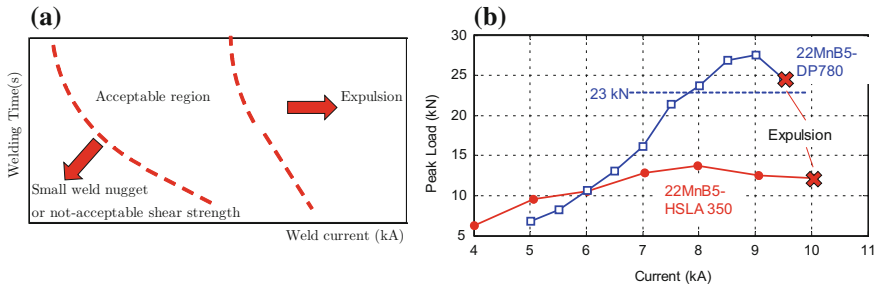 (a)
Welding Time(s)
Acceptable region
Expulsion
Small weld nugget
or not-acceptable shear strength
Weld current (kA)
(b)
Peak Load (kN)
30
25
20
15
10
5
22MnB5-
DP780
23 kN
Expulsion
22MnB5-
HSLA 350
4
5
6
7
8
9
10
11
Current (kA)